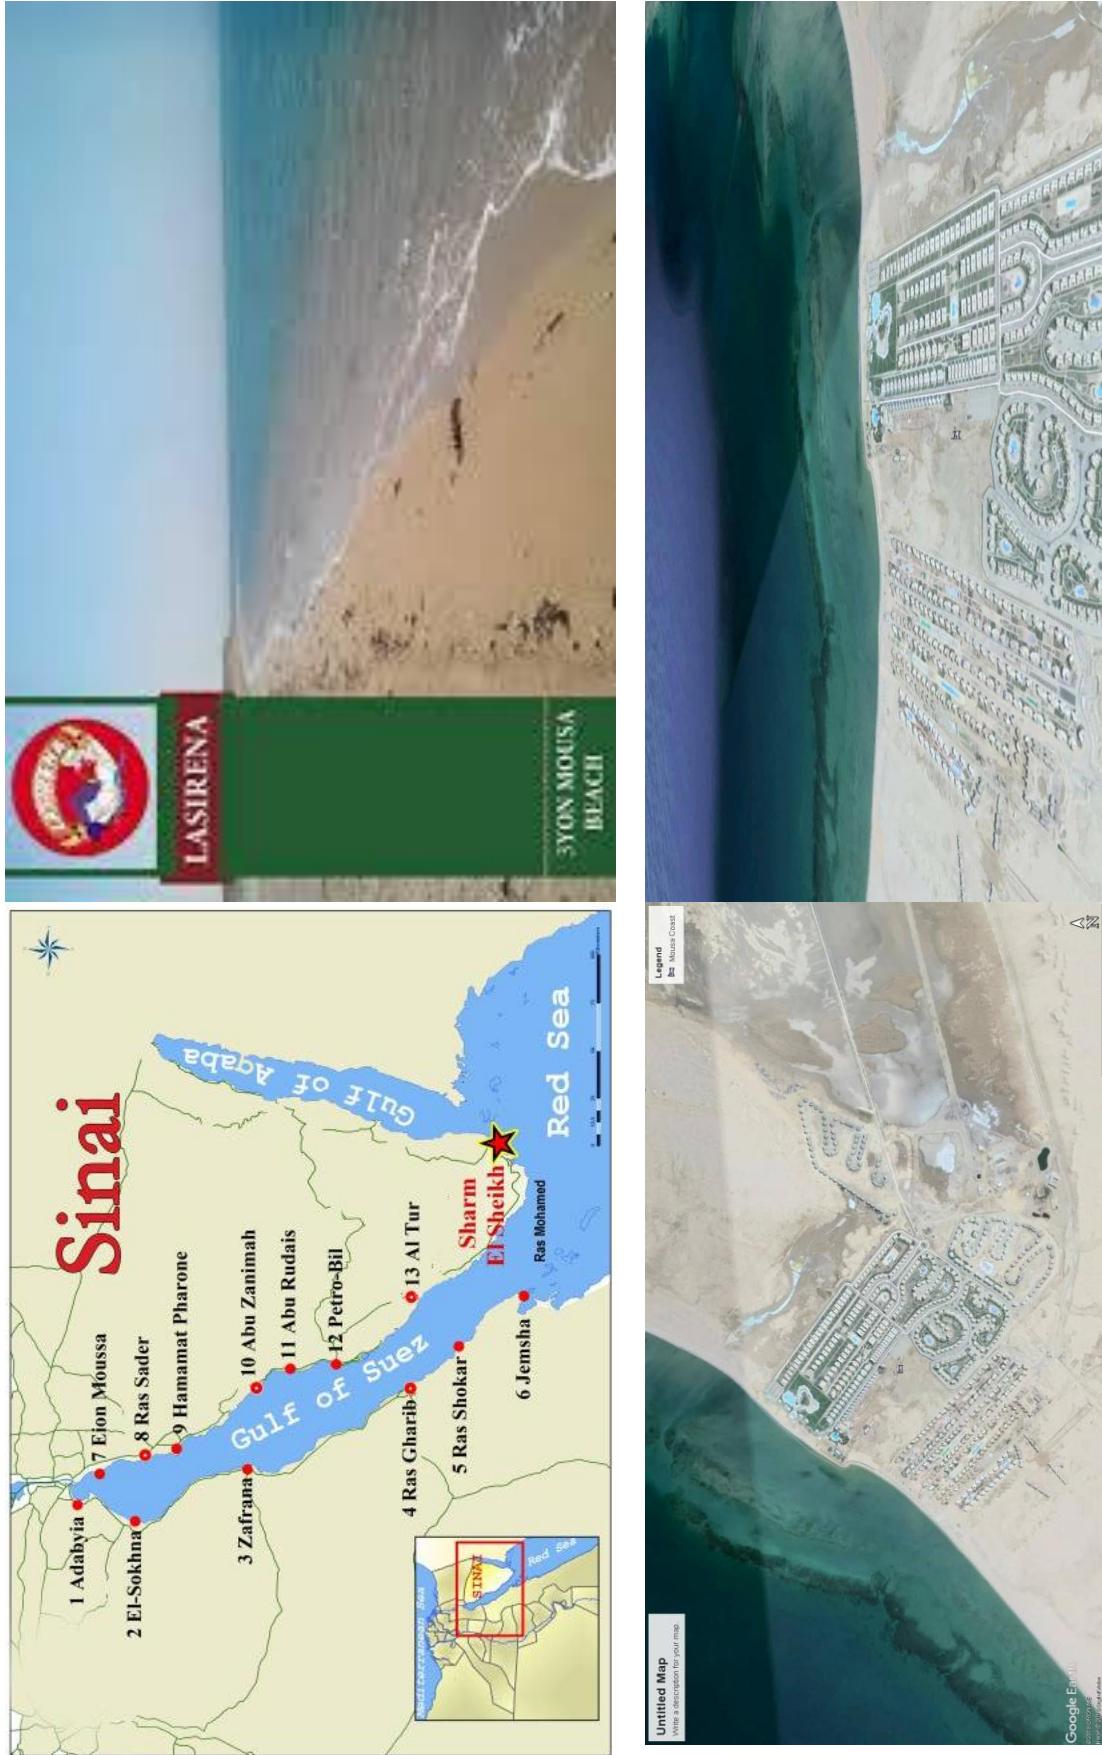 Sinai
1 Adabyia
2 El-Sokhna
3 Zafrana
4 Ras Gharib
5 Ras Shokar
6 Jemsha
7 Eion Moussa
8 Ras Sader
9 Hamamat Pharone
10 Abu Zanimah
11 Abu Rudais
12 Petro-Bil
13 Al Tur
Gulf of Suez
Gulf of Aqaba
Sharm
El Sheikh
Ras Mohamed
Red Sea
Mediterranean Sea
SINAI
Red Sea
LASIRENA
3YON MOUSA
BEACH
Untitled Map
Write a description for your map.
Legend
Mousa Coast
Google Earth